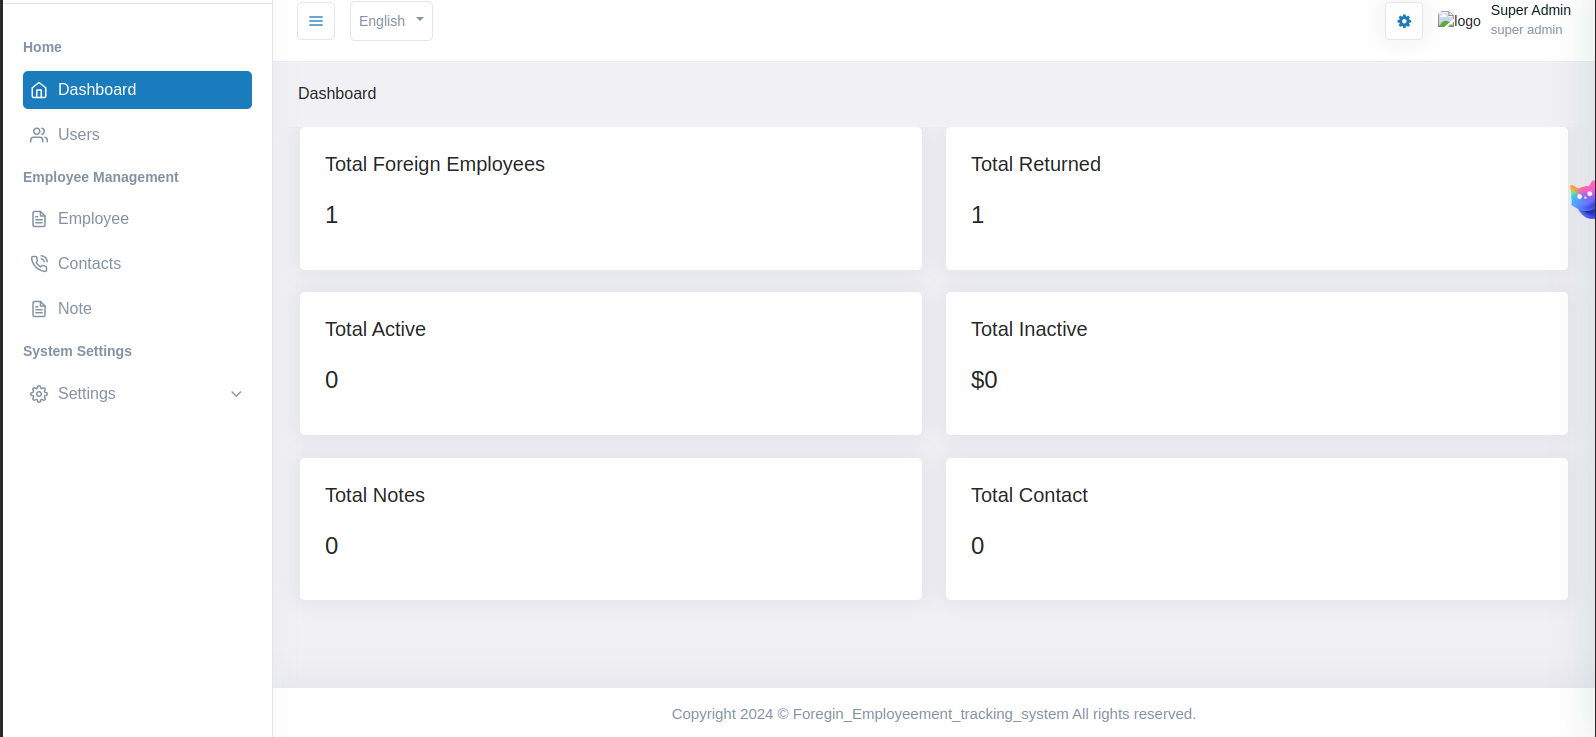 Home
Dashboard
Users
Employee Management
Employee
Contacts
Note
System Settings
Settings
English
logo
Super Admin
super admin
Dashboard
Total Foreign Employees
1
Total Returned
1
Total Active
0
Total Inactive
$0
Total Notes
0
Total Contact
0
Copyright 2024 © Foregin_Employeement_tracking_system All rights reserved.